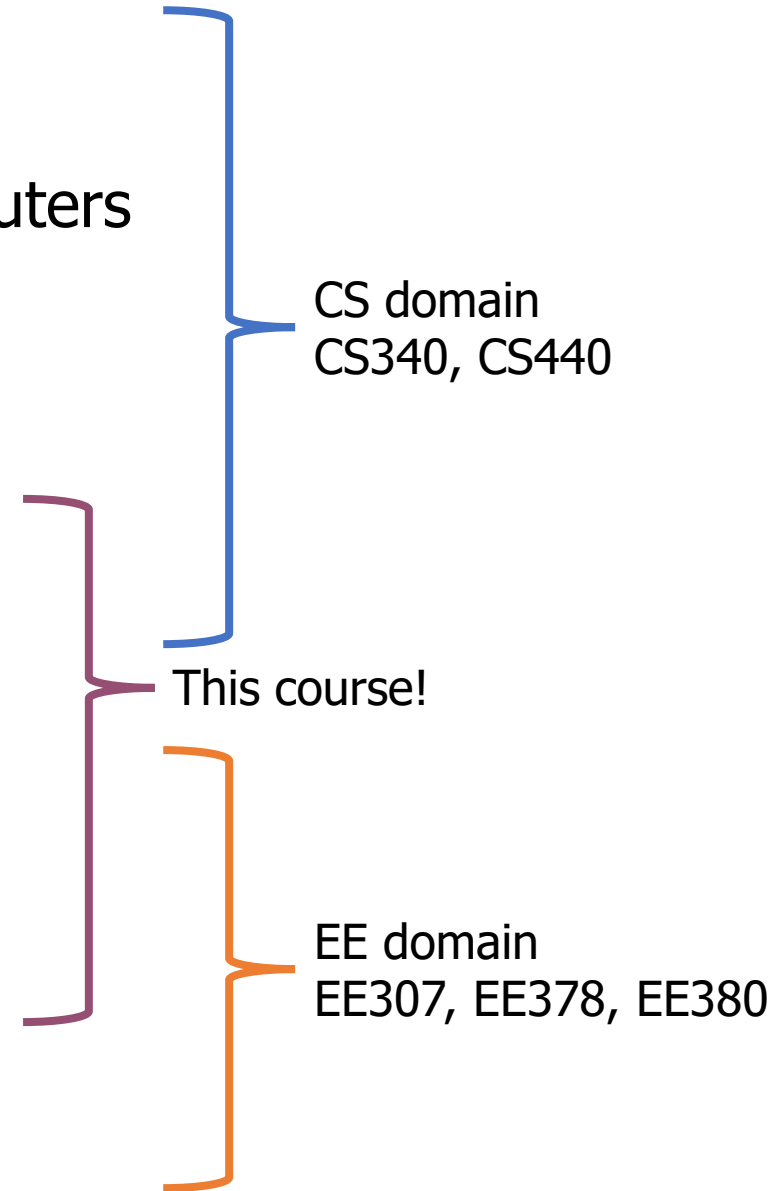 uters
CS domain
CS340, CS440
This course!
EE domain
EE307, EE378, EE380